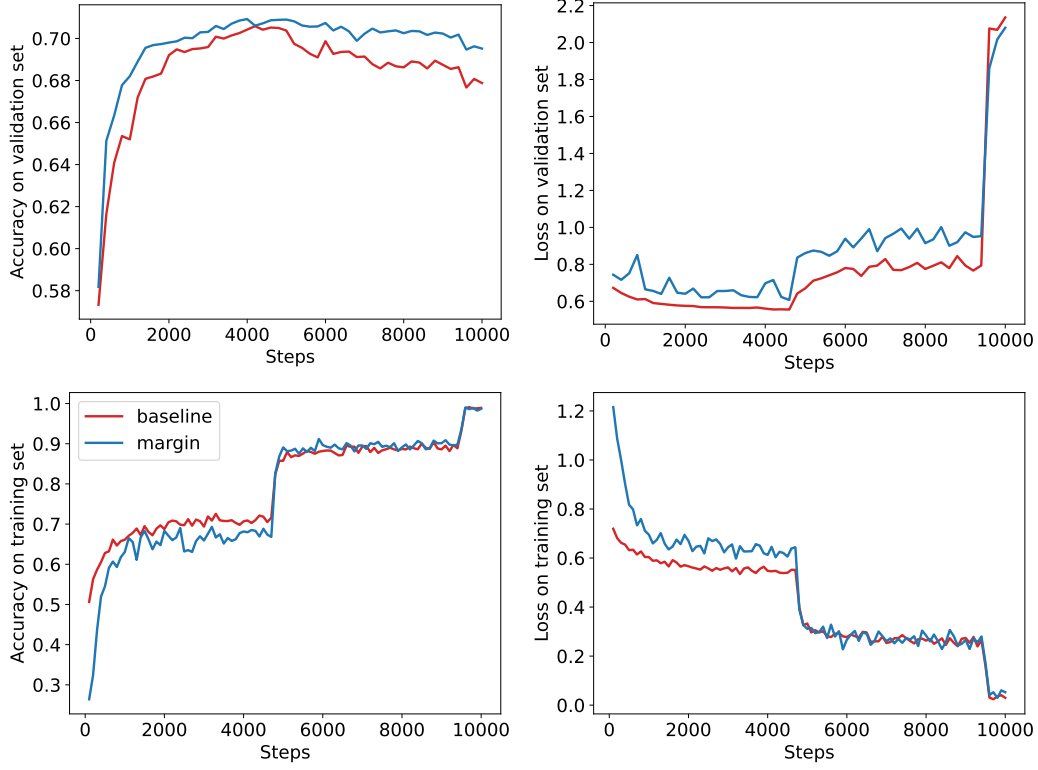 Accuracy on validation set
0.70
0.68
0.66
0.64
0.62
0.60
0.58
0 2000 4000 6000 8000 10000
Steps
Loss on validation set
2.2
2.0
1.8
1.6
1.4
1.2
1.0
0.8
0.6
0 2000 4000 6000 8000 10000
Steps
Accuracy on training set
1.0
0.9
0.8
0.7
0.6
0.5
0.4
0.3
baseline
margin
0 2000 4000 6000 8000 10000
Steps
Loss on training set
1.2
1.0
0.8
0.6
0.4
0.2
0.0
0 2000 4000 6000 8000 10000
Steps